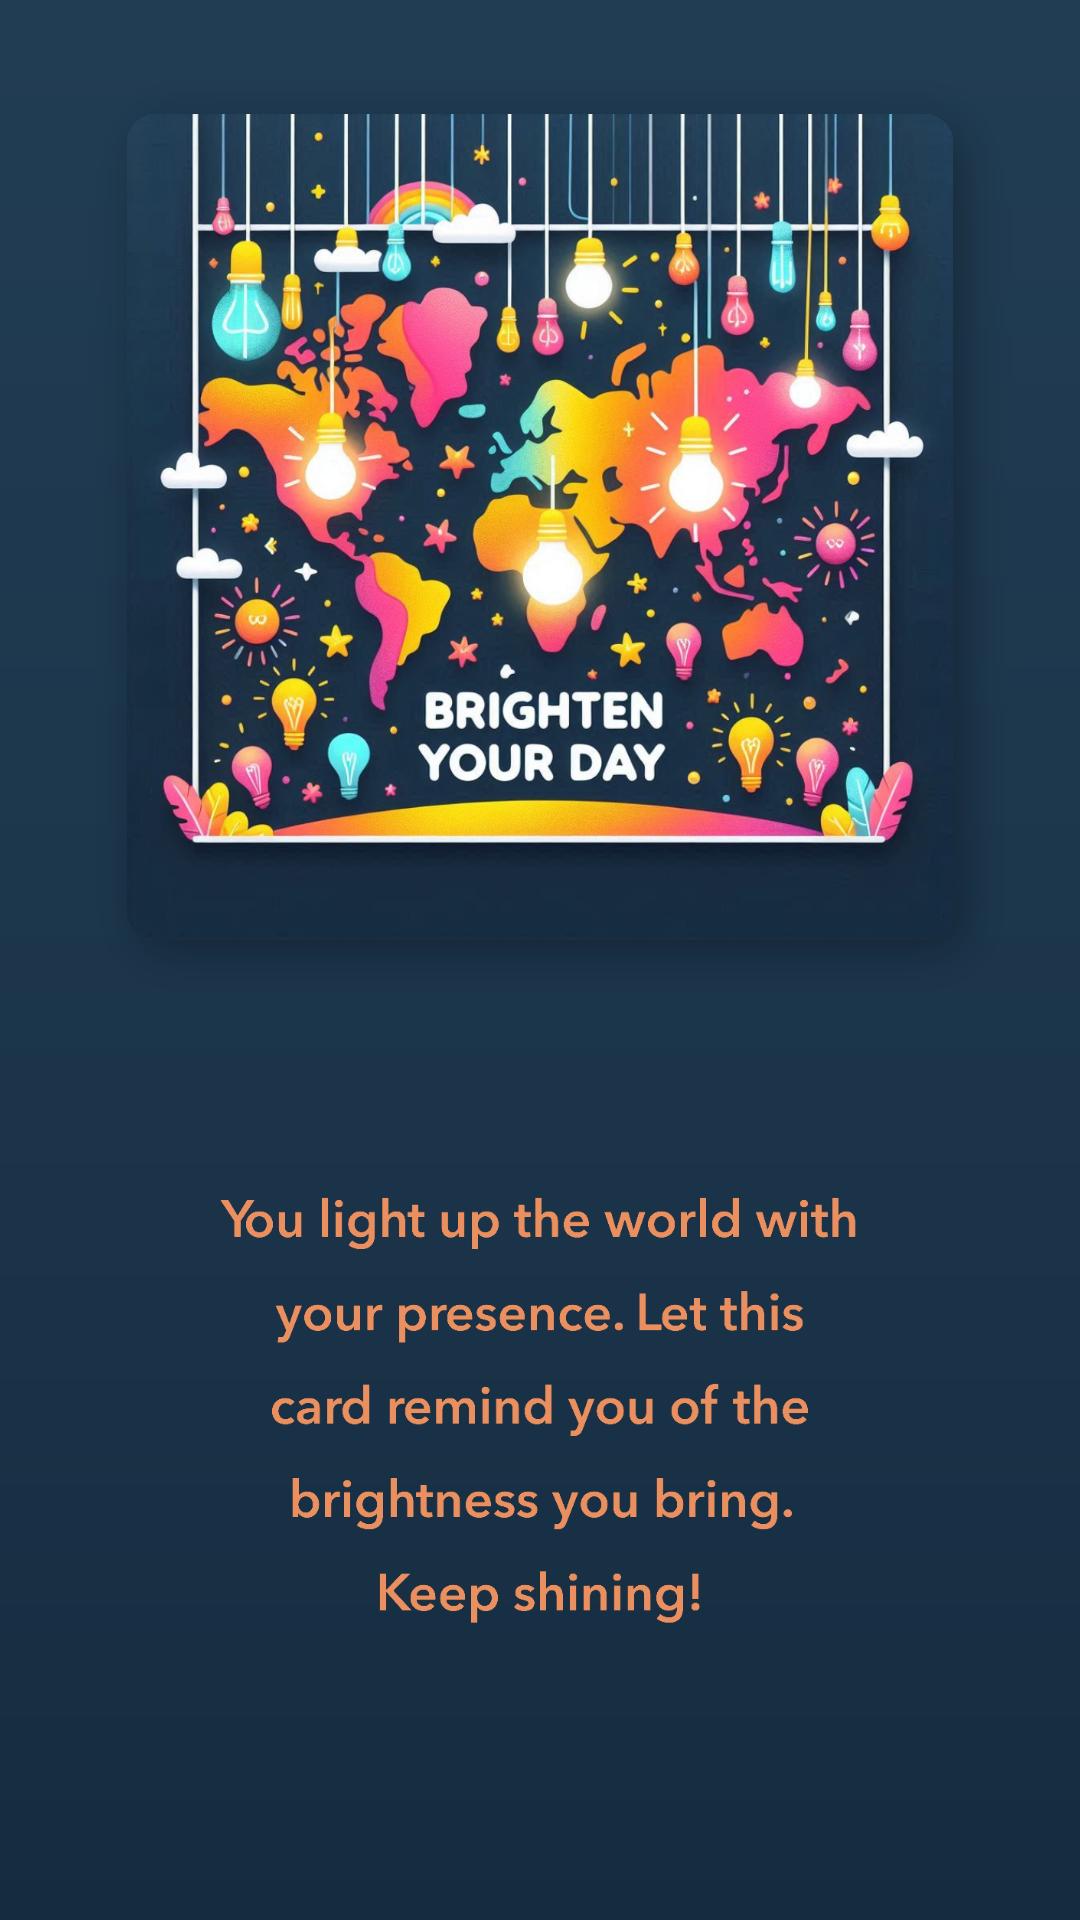 BRIGHTEN
YOUR DAY
You light up the world with
your presence. Let this
card remind you of the
brightness you bring.
Keep shining!